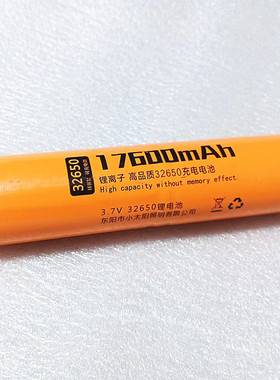 32650
17600mAh
锂离子 高品质32650充电电池
High capacity without memory effect.
3.7V 32650锂电池
东阳市小太阳照明有限公司